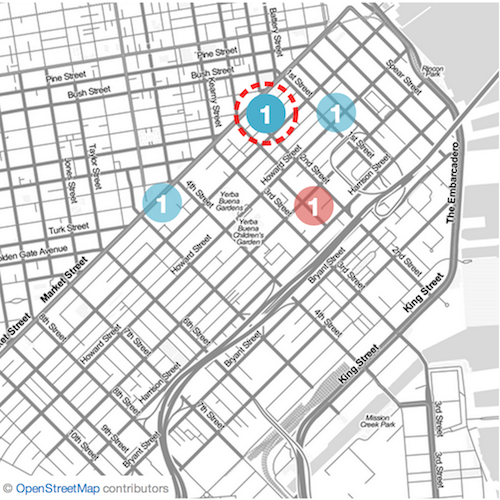 Battery Street
Pine Street
Bush Street
Pine Street
Bush Street
Kearny Street
1st Street
Spear Street
Rincon
Park
1
1
1st Street
Howard Street
2nd Street
Harrison Street
Taylor Street
Jones Street
4th Street
1
Yerba
Buena
Gardens
3rd Street
1
The Embarcadero
Turk Street
Yerba
Buena
Children's
Garden
Howard Street
2nd Street
olden Gate Avenue
Market Street
Bryant Street
3rd Street
King Street
ket Street
8th Street
Howard Street
7th Street
6th Street
4th Street
Bryant Street
King Street
Harrison Street
8th Street
7th Street
Mission
Creek Park
3rd Street
9th Street
10th Street
Bryant Street
3rd Street
© OpenStreetMap contributors